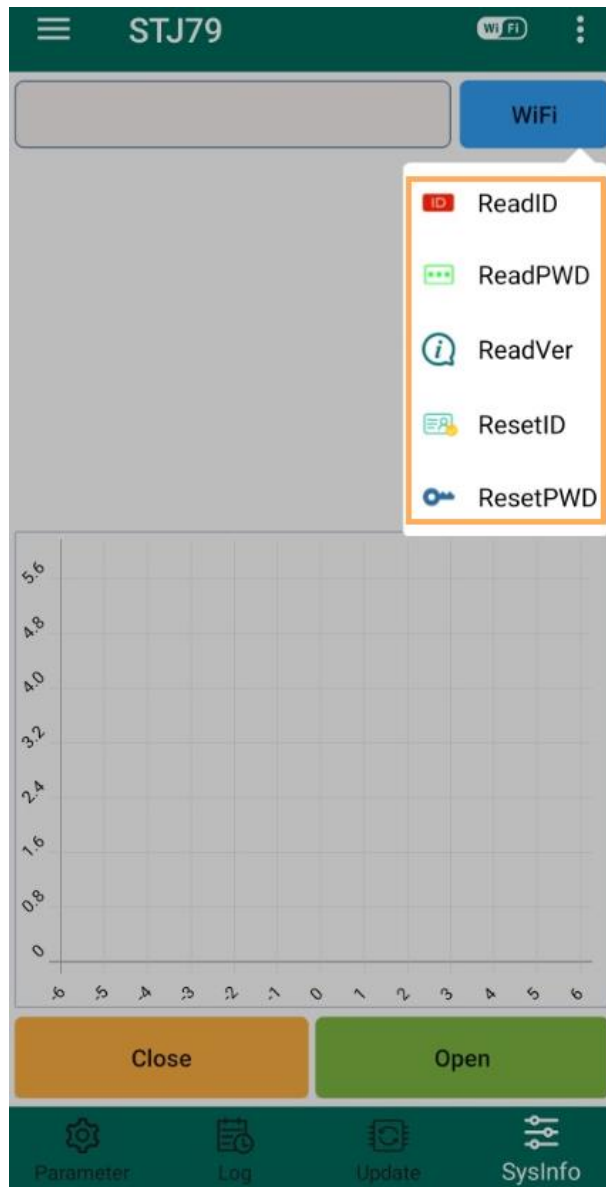 STJ79
WiFi
WiFi
ID
ReadID
ReadPWD
ReadVer
ResetID
ResetPWD
5.6
4.8
4.0
3.2
2.4
1.6
0.8
0
-6 -5 -4 -3 -2 -1 0 1 2 3 4 5 6
Close Open
Parameter Log Update SysInfo